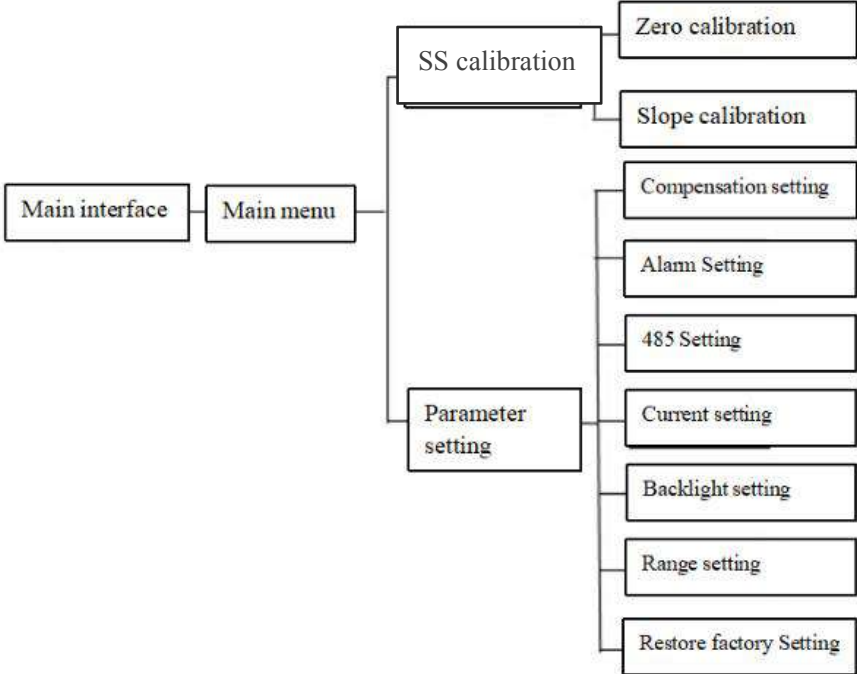 Zero calibration
SS calibration
Slope calibration
Main interface
Main menu
Compensation setting
Alarm Setting
485 Setting
Parameter
setting
Current setting
Backlight setting
Range setting
Restore factory Setting